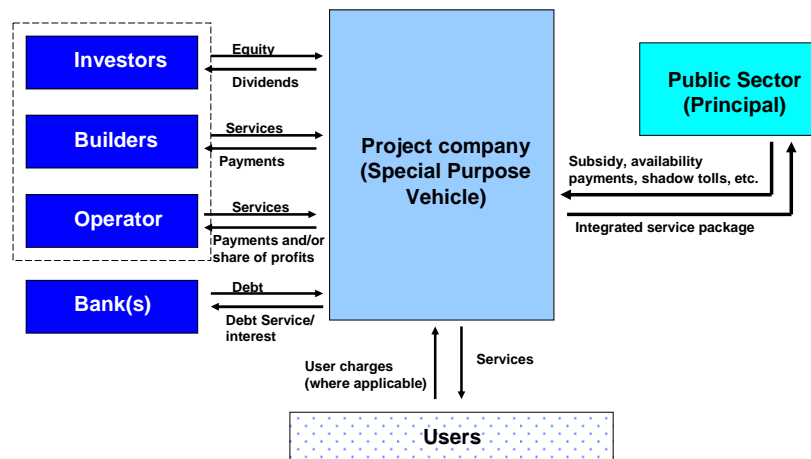 Investors
Equity
Dividends
Builders
Services
Payments
Operator
Services
Payments and/or
share of profits
Bank(s)
Debt
Debt Service/
interest
Project company
(Special Purpose
Vehicle)
Public Sector
(Principal)
Subsidy, availability
payments, shadow tolls, etc.
Integrated service package
User charges
(where applicable)
Services
Users